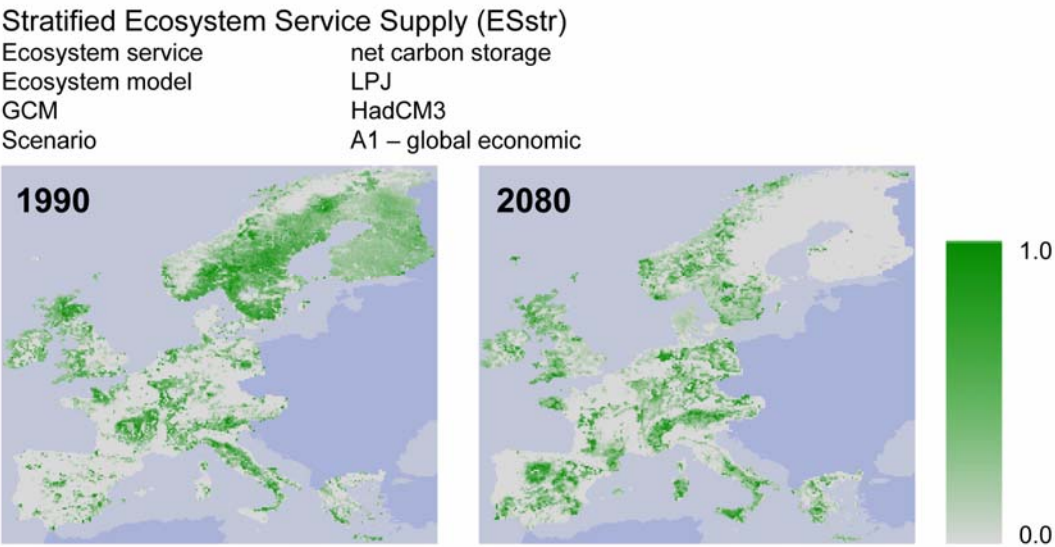 Stratified Ecosystem Service Supply (ESstr)
Ecosystem service net carbon storage
Ecosystem model LPJ
GCM HadCM3
Scenario A1 – global economic
1990 2080
1.0
0.0